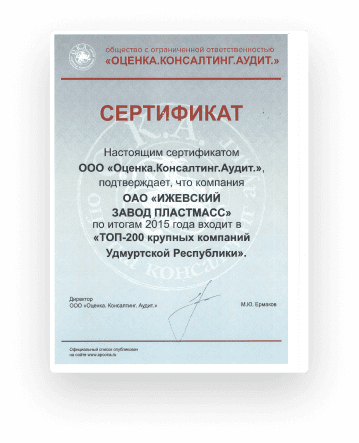 общество с ограниченной ответственностью
«ОЦЕНКА.КОНСАЛТИНГ.АУДИТ.»
СЕРТИФИКАТ
Настоящим сертификатом
ООО «Оценка.Консалтинг.Аудит.»,
подтверждает, что компания
ОАО «ИЖЕВСКИЙ
ЗАВОД ПЛАСТМАСС»
по итогам 2015 года входит в
«ТОП-200 крупных компаний
Удмуртской Республики».
Директор
ООО «Оценка. Консалтинг. Аудит.»
М.Ю. Ермаков
Официальный список опубликован
на сайте